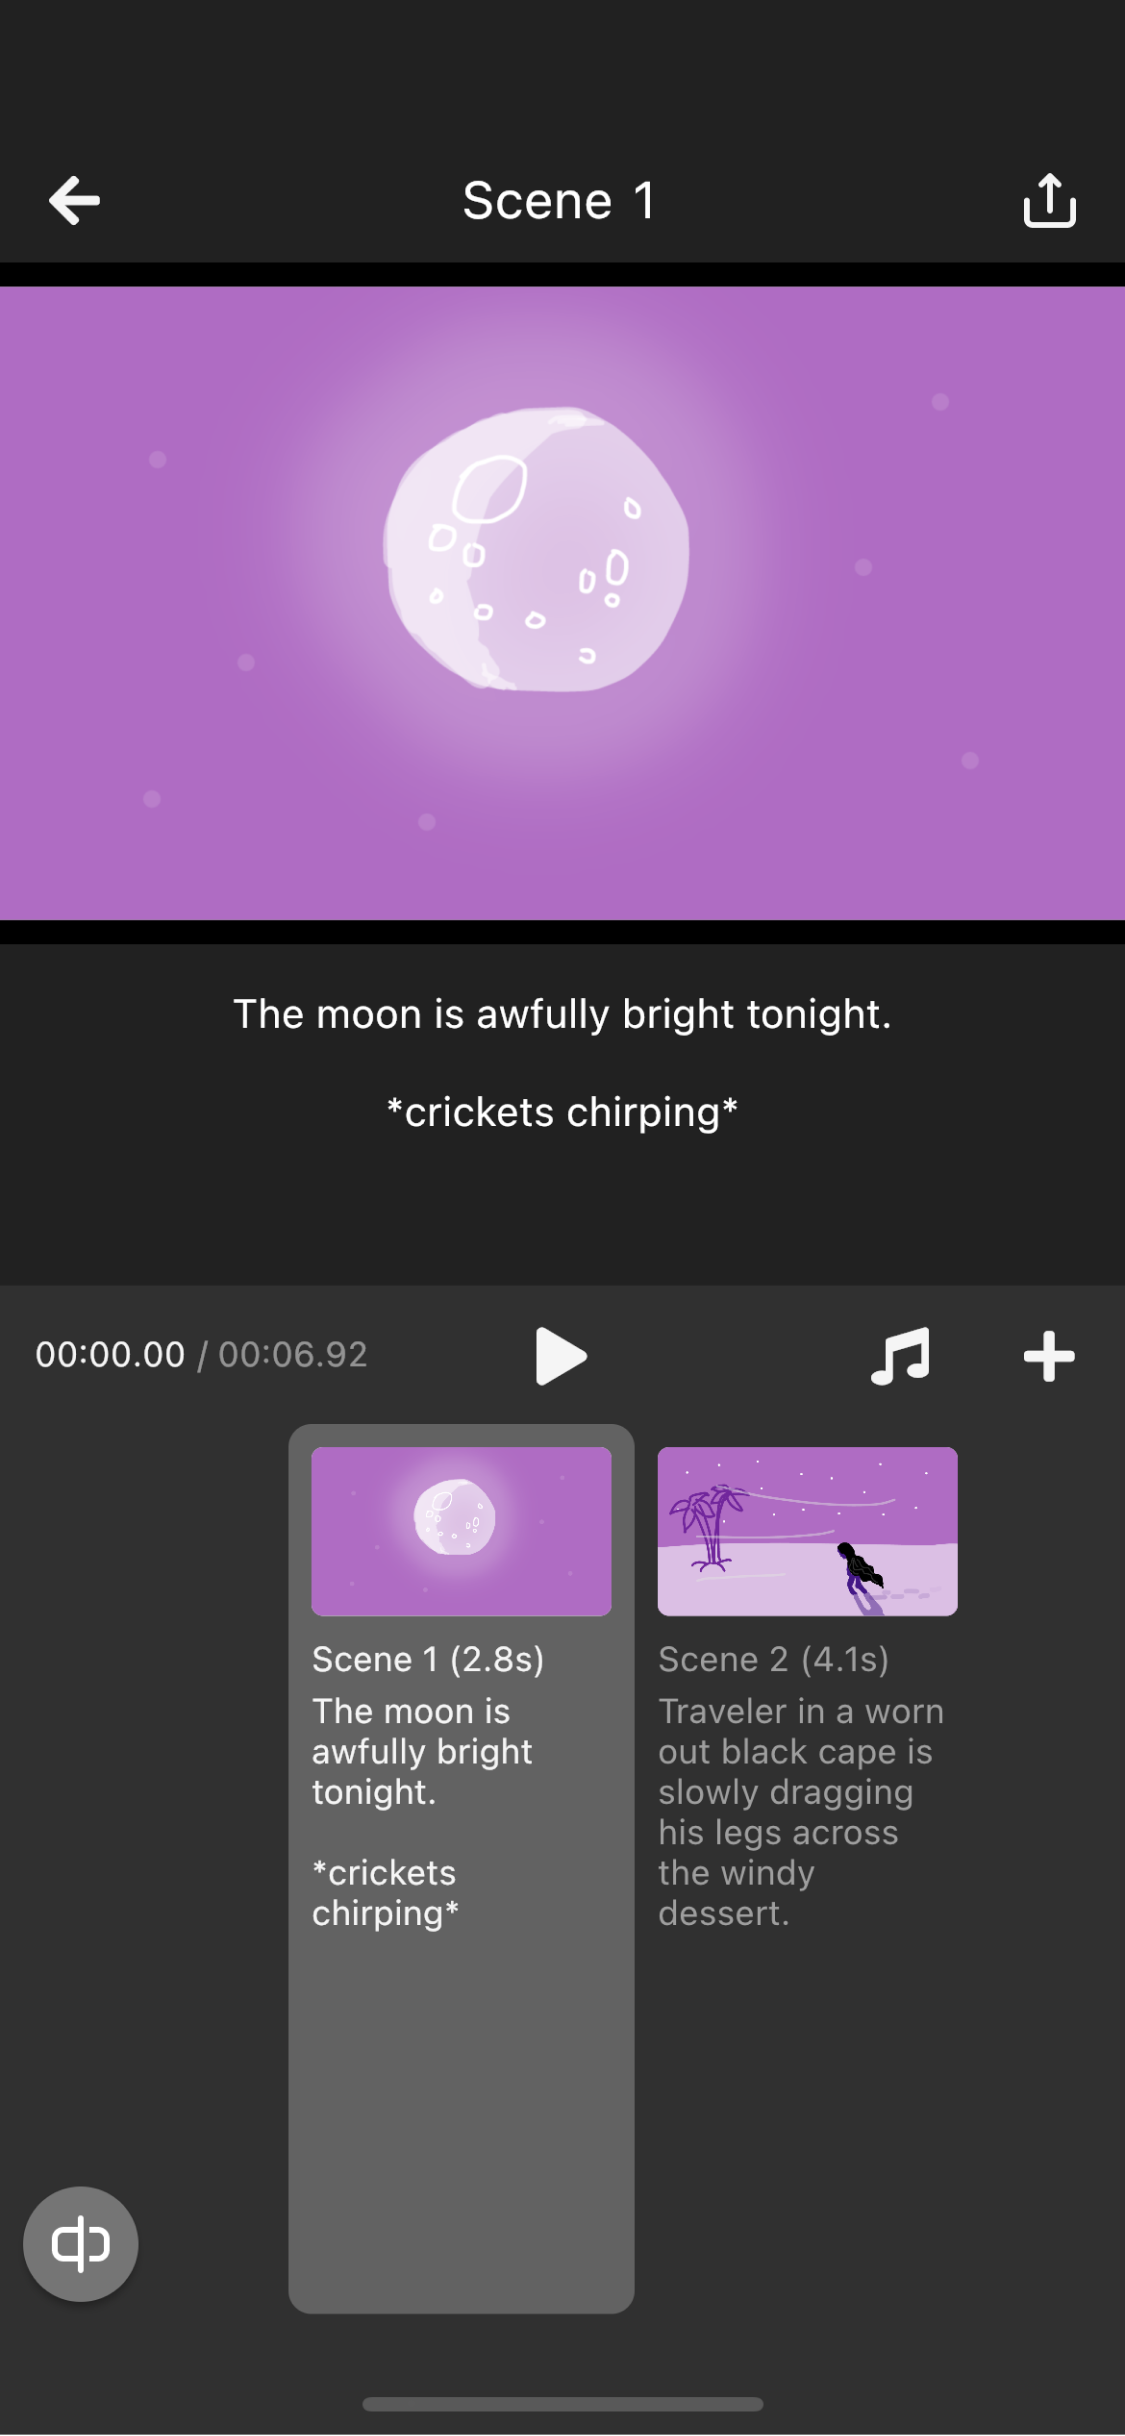 Scene 1
The moon is awfully bright tonight.
*crickets chirping*
00:00.00 / 00:06.92
Scene 1 (2.8s)
The moon is
awfully bright
tonight.
*crickets
chirping*
Scene 2 (4.1s)
Traveler in a worn
out black cape is
slowly dragging
his legs across
the windy
dessert.